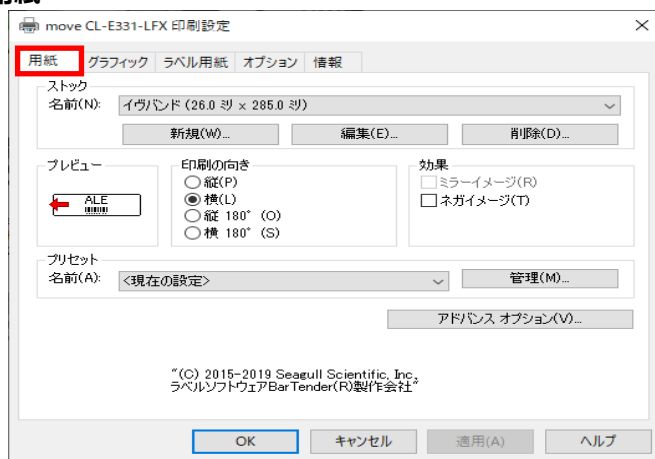 move CL-E331-LFX 印刷設定
用紙 グラフィック ラベル用紙 オプション 情報
ストック
名前(N): イヴバンド (26.0 ミリ × 285.0 ミリ)
新規(W)... 編集(E)... 削除(D)...
プレビュー 印刷の向き 効果
ALE
縦(P)
横(L)
縦 180° (O)
横 180° (S)
ミラーイメージ(R)
ネガイメージ(T)
プリセット
名前(A): <現在の設定> 管理(M)...
アドバンス オプション(V)...
"(C) 2015-2019 Seagull Scientific, Inc.
ラベルソフトウェアBarTender(R)製作会社"
OK キャンセル 適用(A) ヘルプ